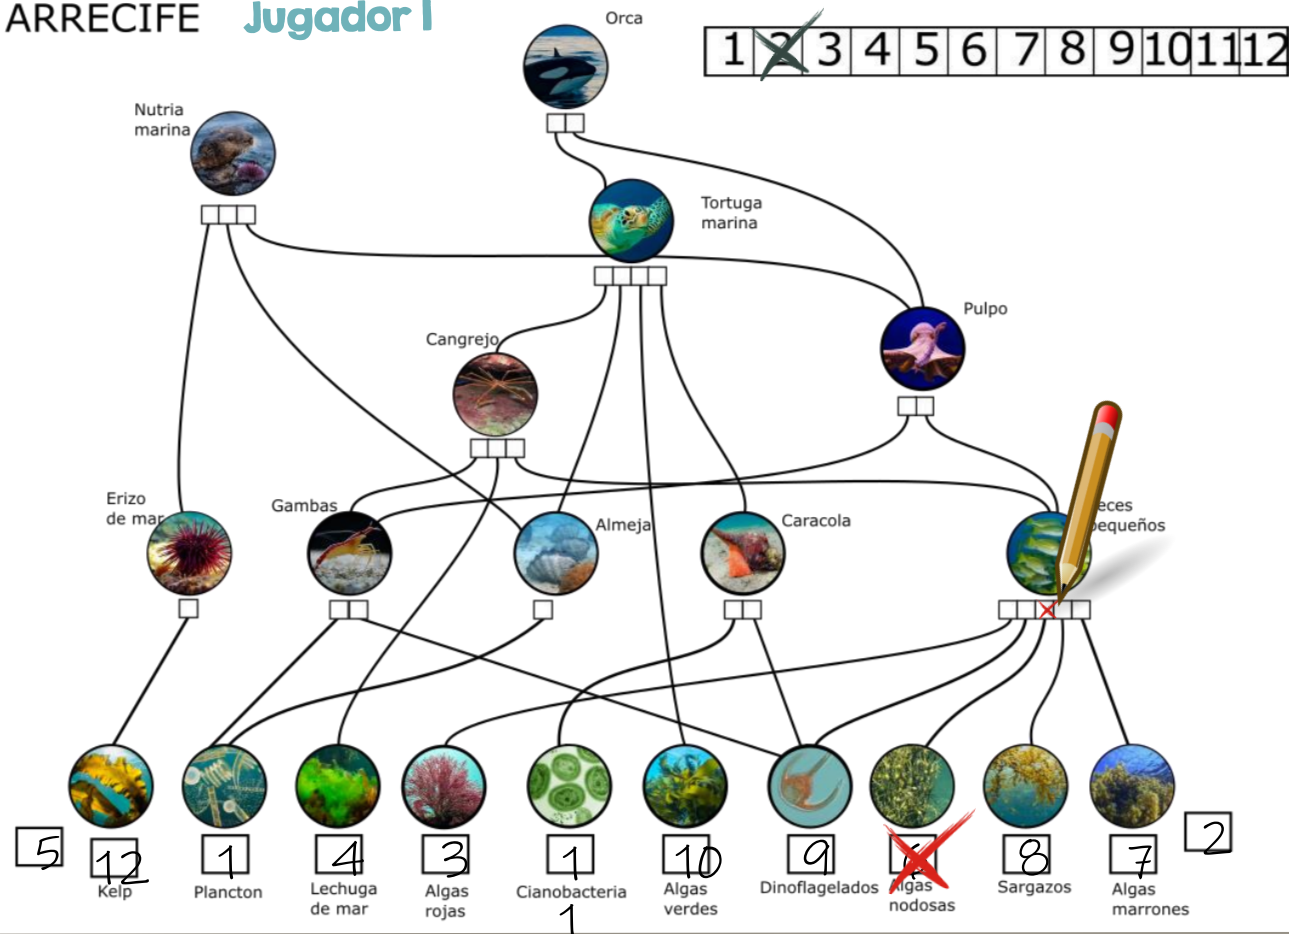 ARRECIFE Jugador 1
Orca
1 2 3 4 5 6 7 8 9 10 11 12
Nutria
marina
Tortuga
marina
Pulpo
Cangrejo
Erizo
de mar
Gambas
Almeja
Caracola
eces
pequeños
5 12 1 4 3 1 10 9 8 7 2
Kelp
Plancton
Lechuga
de mar
Algas
rojas
Cianobacteria
1
Algas
verdes
Dinoflagelados
Algas
nodosas
Sargazos
Algas
marrones